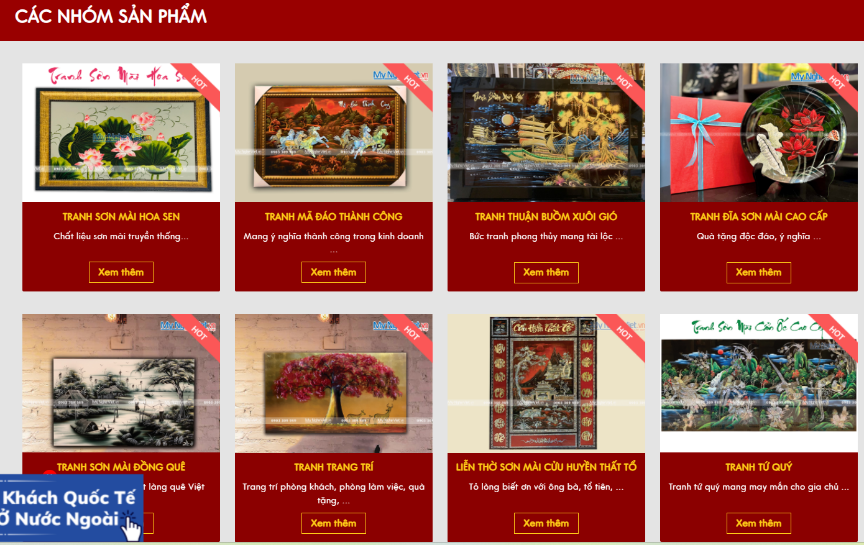 CÁC NHÓM SẢN PHẨM
Tranh Sơn Mài Hoa
HOT
HOT
HOT
HOT
TRANH SƠN MÀI HOA SEN
TRANH MÃ ĐÁO THÀNH CÔNG
TRANH THUẬN BUỒM XUÔI GIÓ
TRANH ĐĨA SƠN MÀI CAO CẤP
Chất liệu sơn mài truyền thống...
Mang ý nghĩa thành công trong kinh doanh
...
Bức tranh phong thủy mang tài lộc ...
Quà tặng độc đáo, ý nghĩa ...
Xem thêm
Xem thêm
Xem thêm
Xem thêm
HOT
HOT
HOT
Tranh Sơn Mài Cẩn Ốc Cao
HOT
TRANH SƠN MÀI ĐỒNG QUÊ
TRANH TRANG TRÍ
LIỄN THỜ SƠN MÀI CỬU HUYỀN THẤT TỔ
TRANH TỨ QUÝ
làng quê Việt
Trang trí phòng khách, phòng làm việc, quà
tặng, ...
Tỏ lòng biết ơn với ông bà, tổ tiên, ...
Tranh tứ quý mang may mắn cho gia chủ ...
Khách Quốc Tế
Ở Nước Ngoài
Xem thêm
Xem thêm
Xem thêm